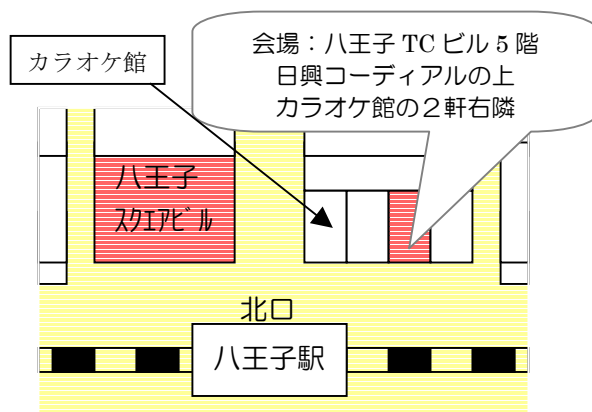 会場：八王子 TC ビル 5 階
日興コーディアルの上
カラオケ館の２軒右隣
カラオケ館
八王子
ｽｸｴｱﾋﾞﾙ
北口
八王子駅